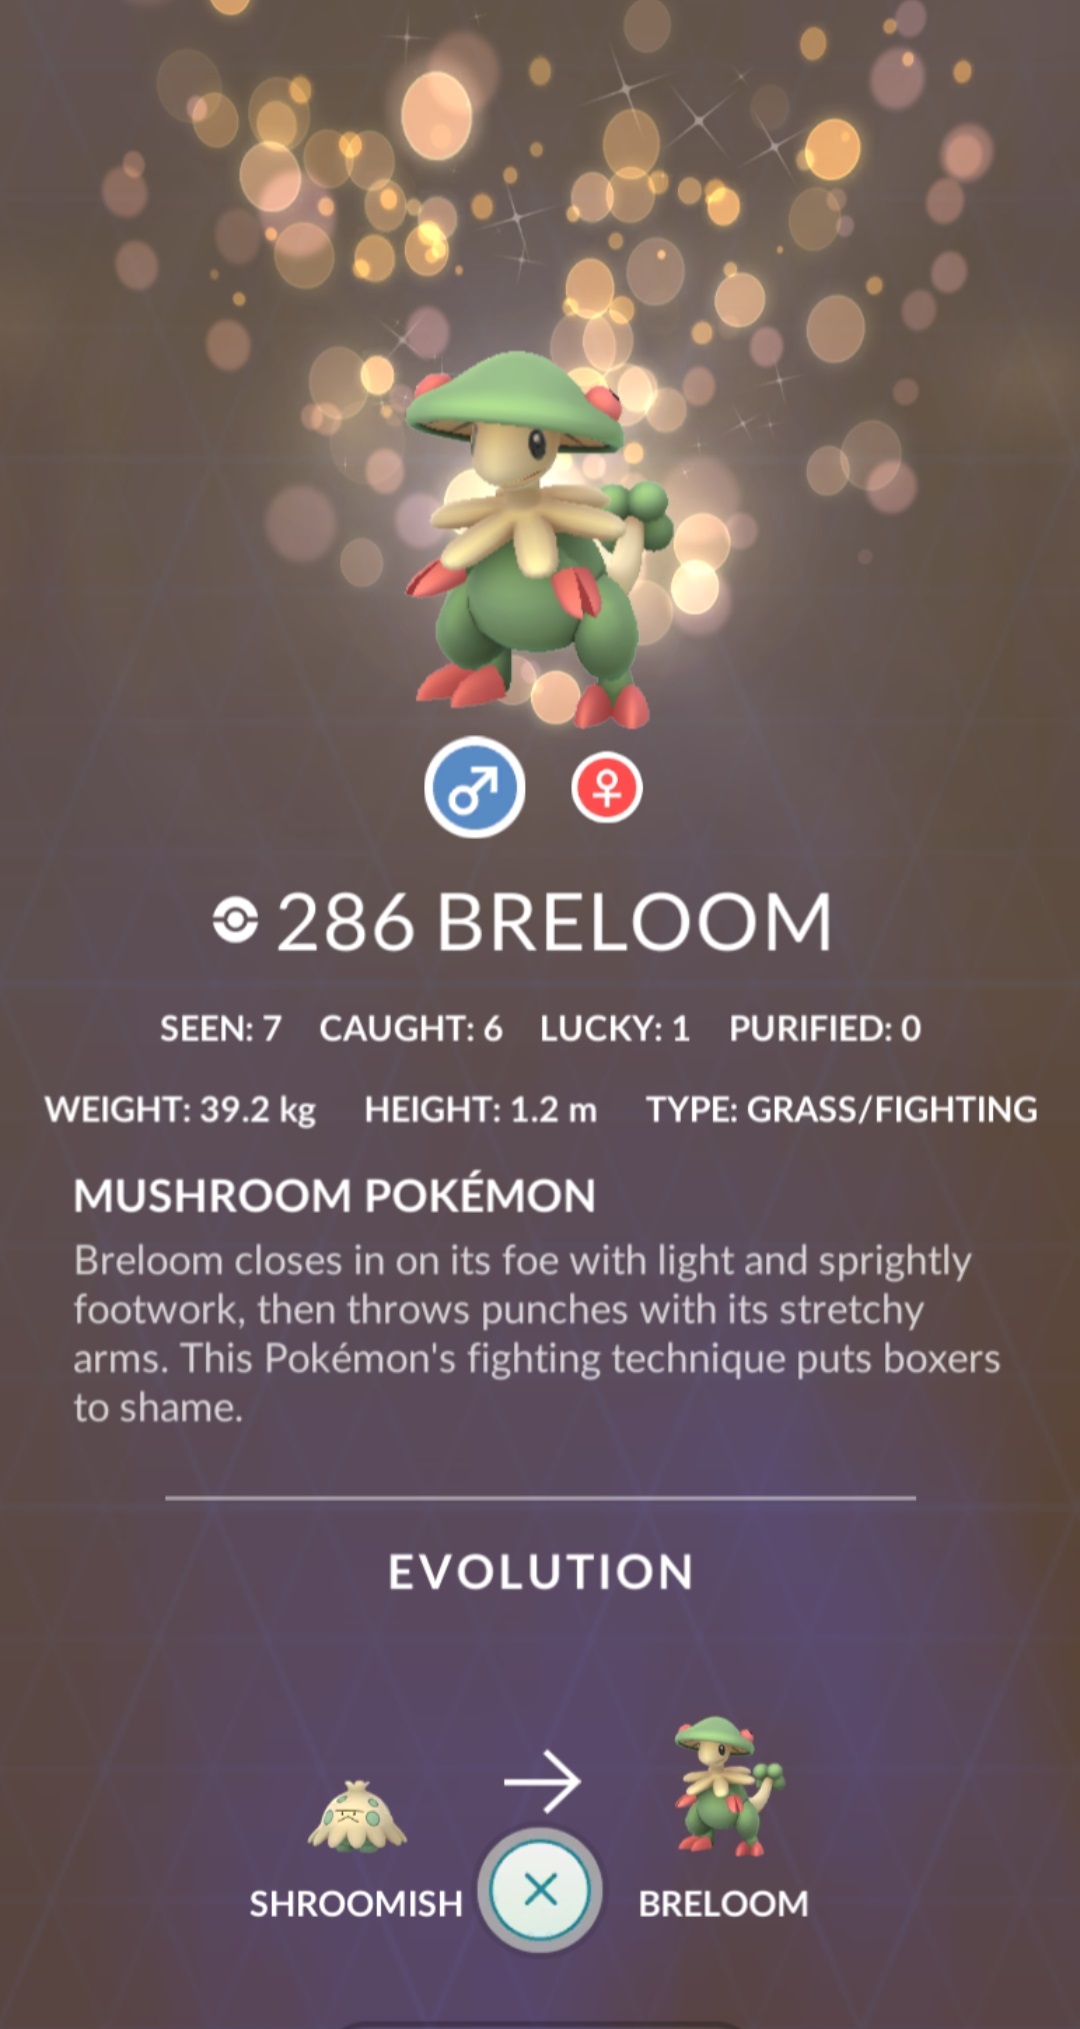 286 BRELOOM
SEEN: 7 CAUGHT: 6 LUCKY: 1 PURIFIED: 0
WEIGHT: 39.2 kg HEIGHT: 1.2 m TYPE: GRASS/FIGHTING
MUSHROOM POKÉMON
Breloom closes in on its foe with light and sprightly
footwork, then throws punches with its stretchy
arms. This Pokémon's fighting technique puts boxers
to shame.
EVOLUTION
SHROOMISH BRELOOM